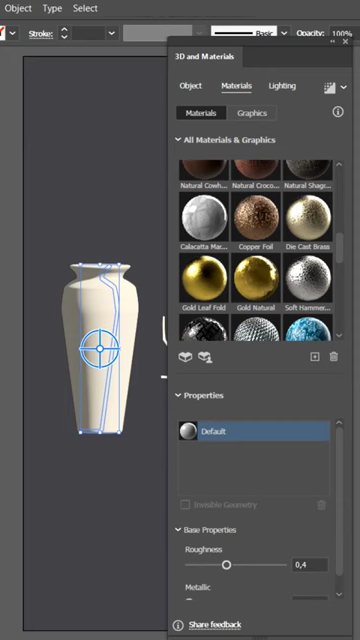 Object Type Select
Stroke: Basic Opacity: 100%
3D and Materials
Object Materials Lighting
Materials Graphics
All Materials & Graphics
Natural Cowh... Natural Croco... Natural Shagr...
Calacatta Mar... Copper Foil Die Cast Brass
Gold Leaf Fold Gold Natural Soft Hammer...
Properties
Default
Invisible Geometry
Base Properties
Roughness
0,4
Metallic
Share feedback